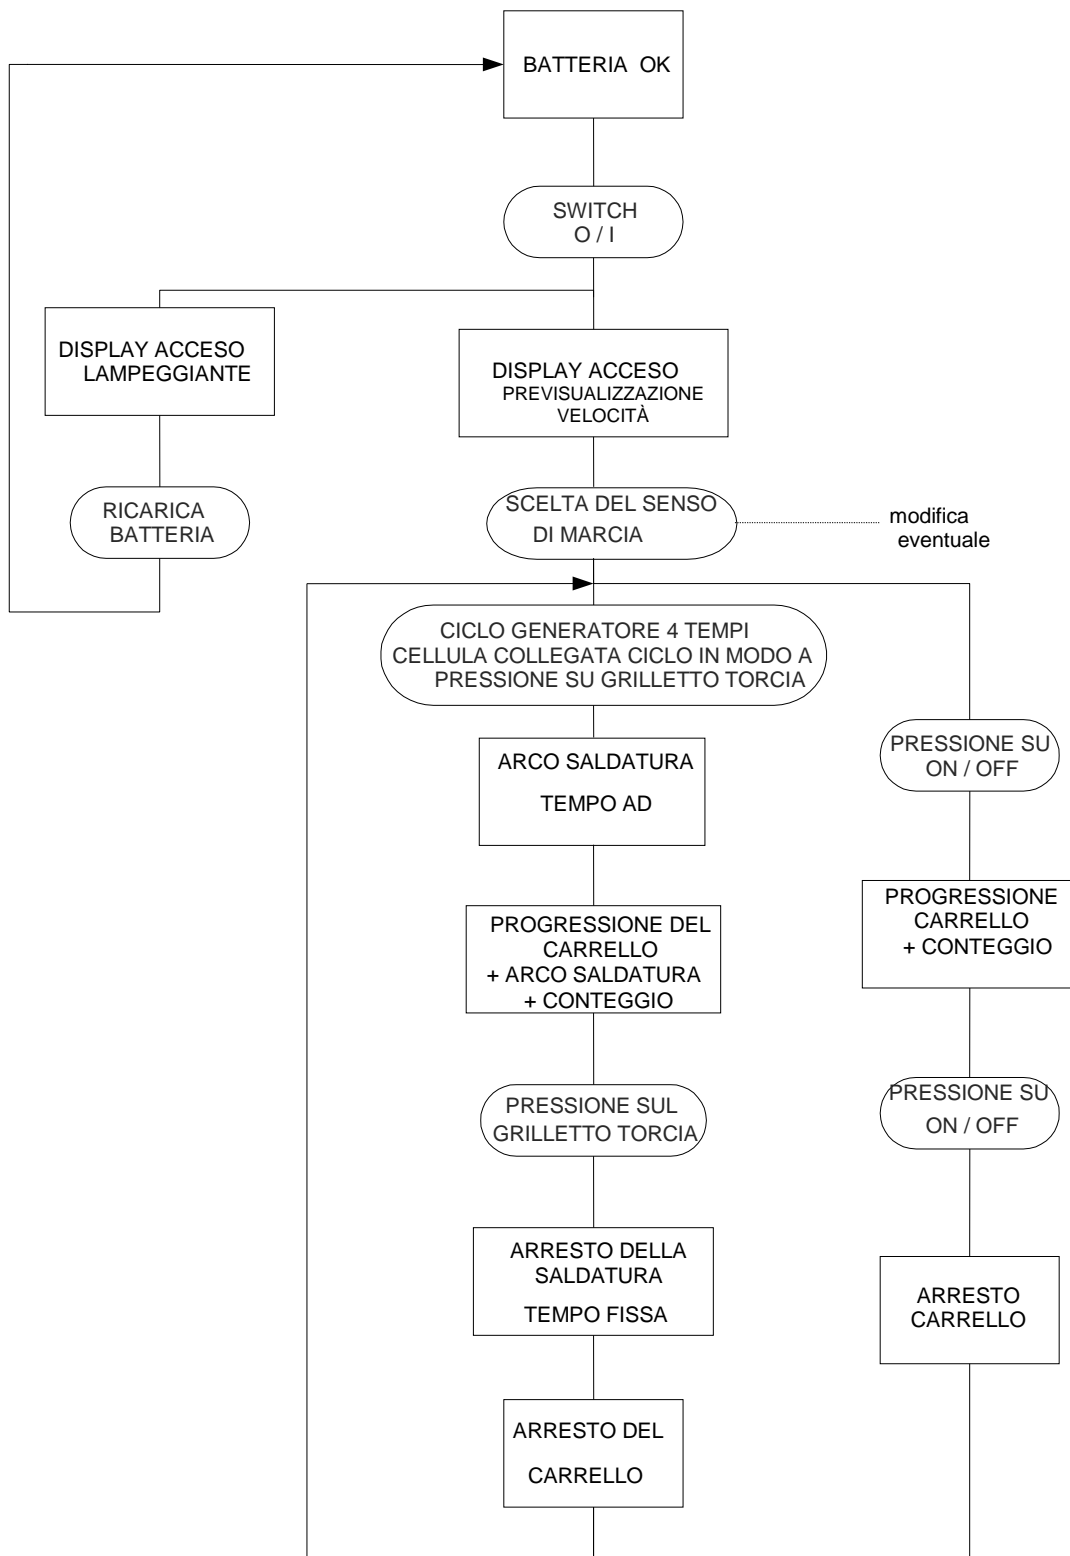 BATTERIA OK
SWITCH
O / I
DISPLAY ACCESO
LAMPEGGIANTE
DISPLAY ACCESO
PREVISUALIZZAZIONE
VELOCITÀ
RICARICA
BATTERIA
SCELTA DEL SENSO
DI MARCIA
modifica
eventuale
CICLO GENERATORE 4 TEMPI
CELLULA COLLEGATA CICLO IN MODO A
PRESSIONE SU GRILLETTO TORCIA
ARCO SALDATURA
TEMPO AD
PRESSIONE SU
ON / OFF
PROGRESSIONE DEL
CARRELLO
+ ARCO SALDATURA
+ CONTEGGIO
PROGRESSIONE
CARRELLO
+ CONTEGGIO
PRESSIONE SUL
GRILLETTO TORCIA
PRESSIONE SU
ON / OFF
ARRESTO DELLA
SALDATURA
TEMPO FISSA
ARRESTO
CARRELLO
ARRESTO DEL
CARRELLO